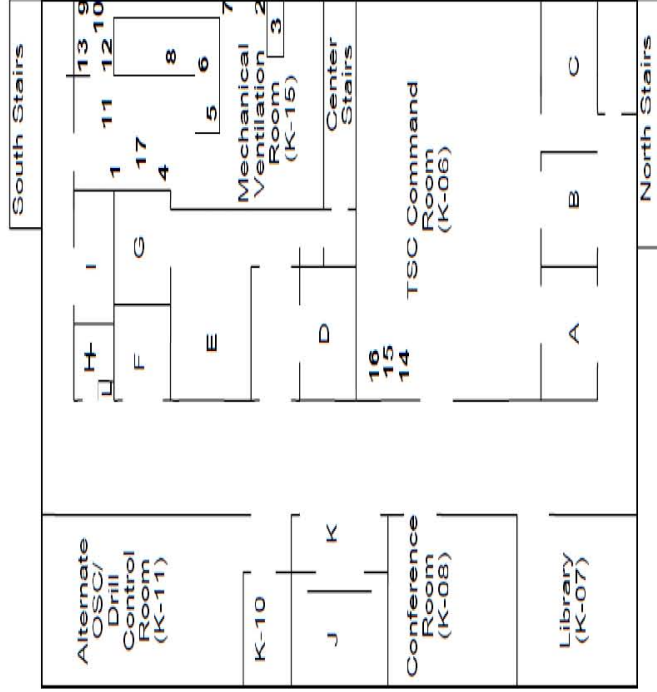 South Stairs
Alternate
OSC/
Drill
Control
Room
(K-11)
H
I
13
9
10
12
11
1
17
4
F
G
8
6
5
7
2
3
E
Mechanical
Ventilation
Room
(K-15)
K-10
J
K
D
Center
Stairs
16
15
14
TSC Command
Room
(K-06)
Conference
Room
(K-08)
Library
(K-07)
A
B
C
North Stairs